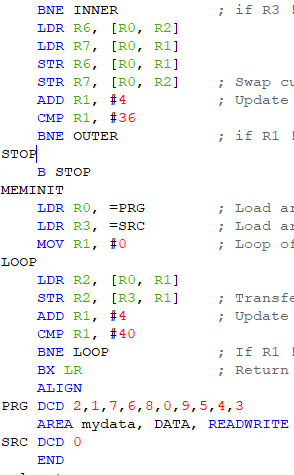 BNE INNER ; if R3 !
LDR R6, [R0, R2]
LDR R7, [R0, R1]
STR R6, [R0, R1]
STR R7, [R0, R2] ; Swap cu
ADD R1, #4 ; Update
CMP R1, #36
BNE OUTER ; if R1 !
STOP
B STOP
MEMINIT
LDR R0, =PRG ; Load ar
LDR R3, =SRC ; Load ar
MOV R1, #0 ; Loop of
LOOP
LDR R2, [R0, R1]
STR R2, [R3, R1] ; Transfe
ADD R1, #4 ; Update
CMP R1, #40
BNE LOOP ; If R1 !
BX LR ; Return
ALIGN
PRG DCD 2,1,7,6,8,0,9,5,4,3
AREA mydata, DATA, READWRITE
SRC DCD 0
END